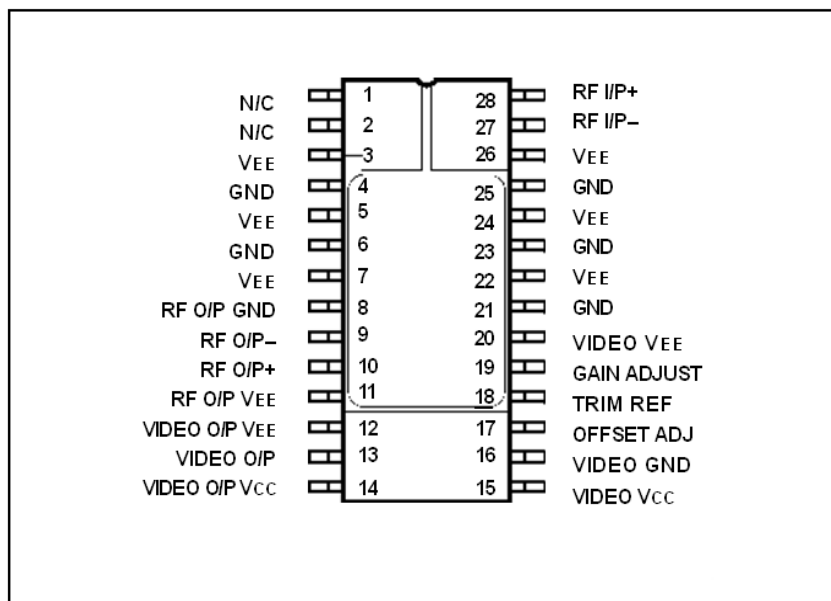 N/C 1 28 RF I/P+
N/C 2 27 RF I/P–
VEE 3 26 VEE
GND 4 25 GND
VEE 5 24 VEE
GND 6 23 GND
VEE 7 22 VEE
RF O/P GND 8 21 GND
RF O/P– 9 20 VIDEO VEE
RF O/P+ 10 19 GAIN ADJUST
RF O/P VEE 11 18 TRIM REF
VIDEO O/P VEE 12 17 OFFSET ADJ
VIDEO O/P 13 16 VIDEO GND
VIDEO O/P VCC 14 15 VIDEO VCC